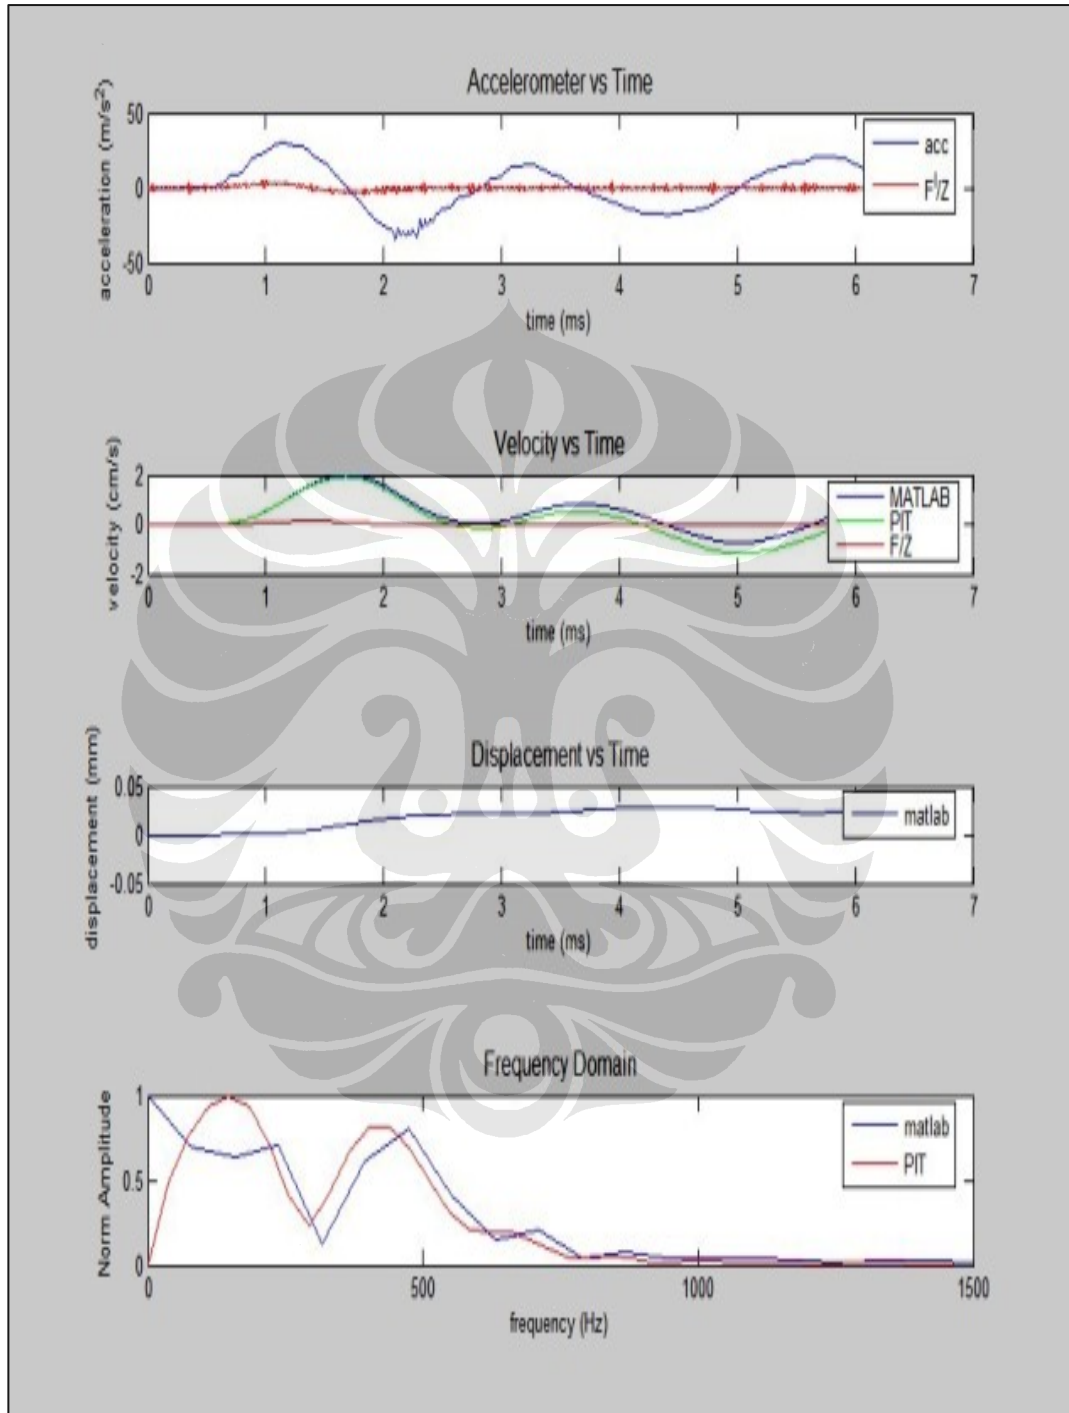 Accelerometer vs Time
acceleration (m/s²)
50
0
-50
acc
F/Z
0 1 2 3 4 5 6 7
time (ms)
Velocity vs Time
velocity (cm/s)
2
0
-2
MATLAB
PIT
F/Z
0 1 2 3 4 5 6 7
time (ms)
Displacement vs Time
displacement (mm)
0.05
0
-0.05
matlab
0 1 2 3 4 5 6 7
time (ms)
Frequency Domain
Norm Amplitude
1
0.5
0
matlab
PIT
0 500 1000 1500
frequency (Hz)